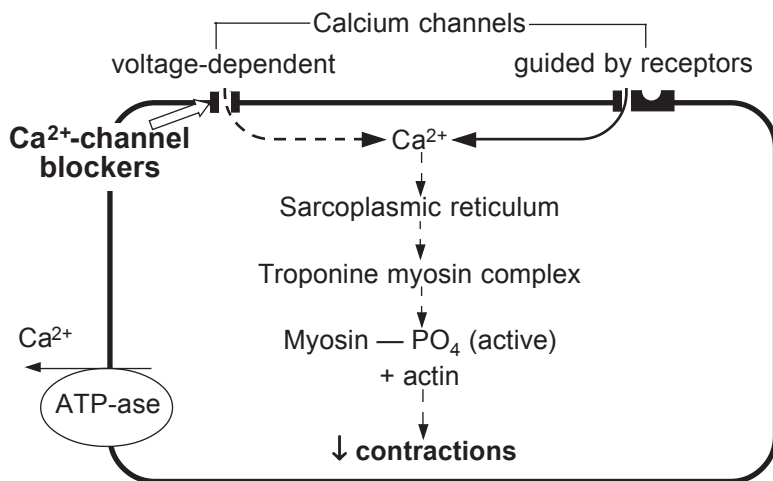 Calcium channels
voltage-dependent
guided by receptors
Ca²⁺-channel
blockers
Ca²⁺
Sarcoplasmic reticulum
Troponine myosin complex
Myosin — PO₄ (active)
+ actin
↓ contractions
Ca²⁺
ATP-ase